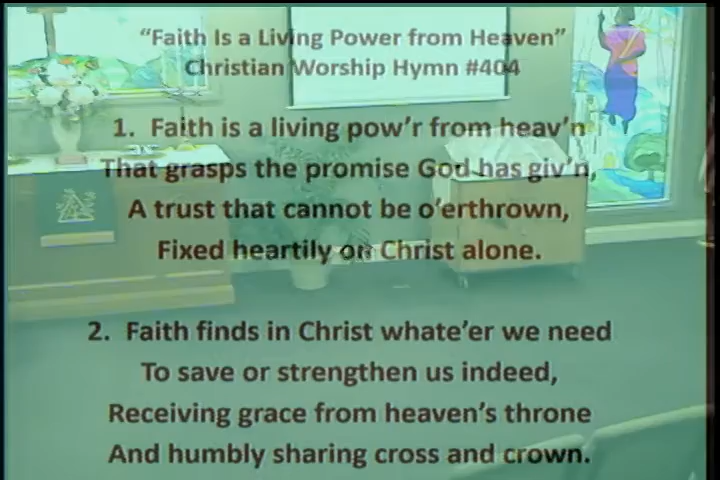 “Faith Is a Living Power from Heaven”
Christian Worship Hymn #404
1. Faith is a living pow’r from heav’n
That grasps the promise God has giv’n,
A trust that cannot be o’erthrown,
Fixed heartily on Christ alone.
2. Faith finds in Christ whate’er we need
To save or strengthen us indeed,
Receiving grace from heaven’s throne
And humbly sharing cross and crown.